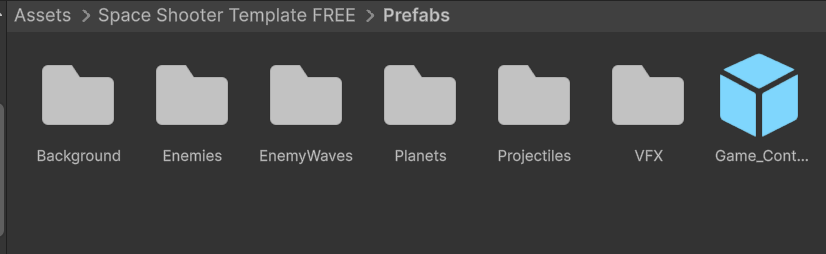 Assets > Space Shooter Template FREE > Prefabs
Background Enemies EnemyWaves Planets Projectiles VFX Game_Cont...